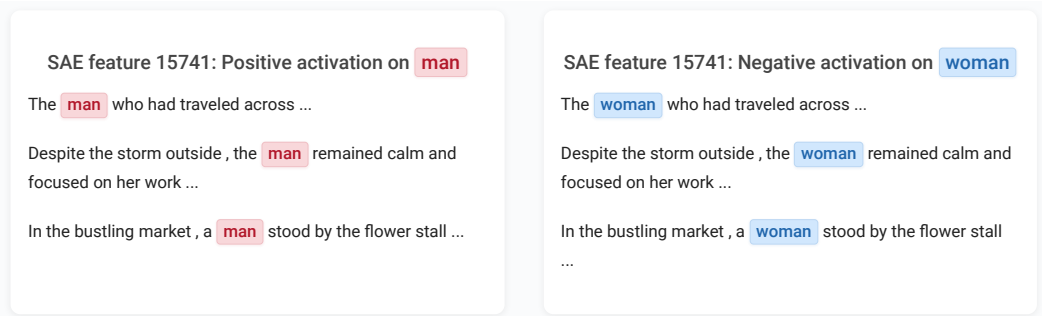 SAE feature 15741: Positive activation on man
The man who had traveled across ...
Despite the storm outside , the man remained calm and
focused on her work ...
In the bustling market , a man stood by the flower stall ...
SAE feature 15741: Negative activation on woman
The woman who had traveled across ...
Despite the storm outside , the woman remained calm and
focused on her work ...
In the bustling market , a woman stood by the flower stall
...